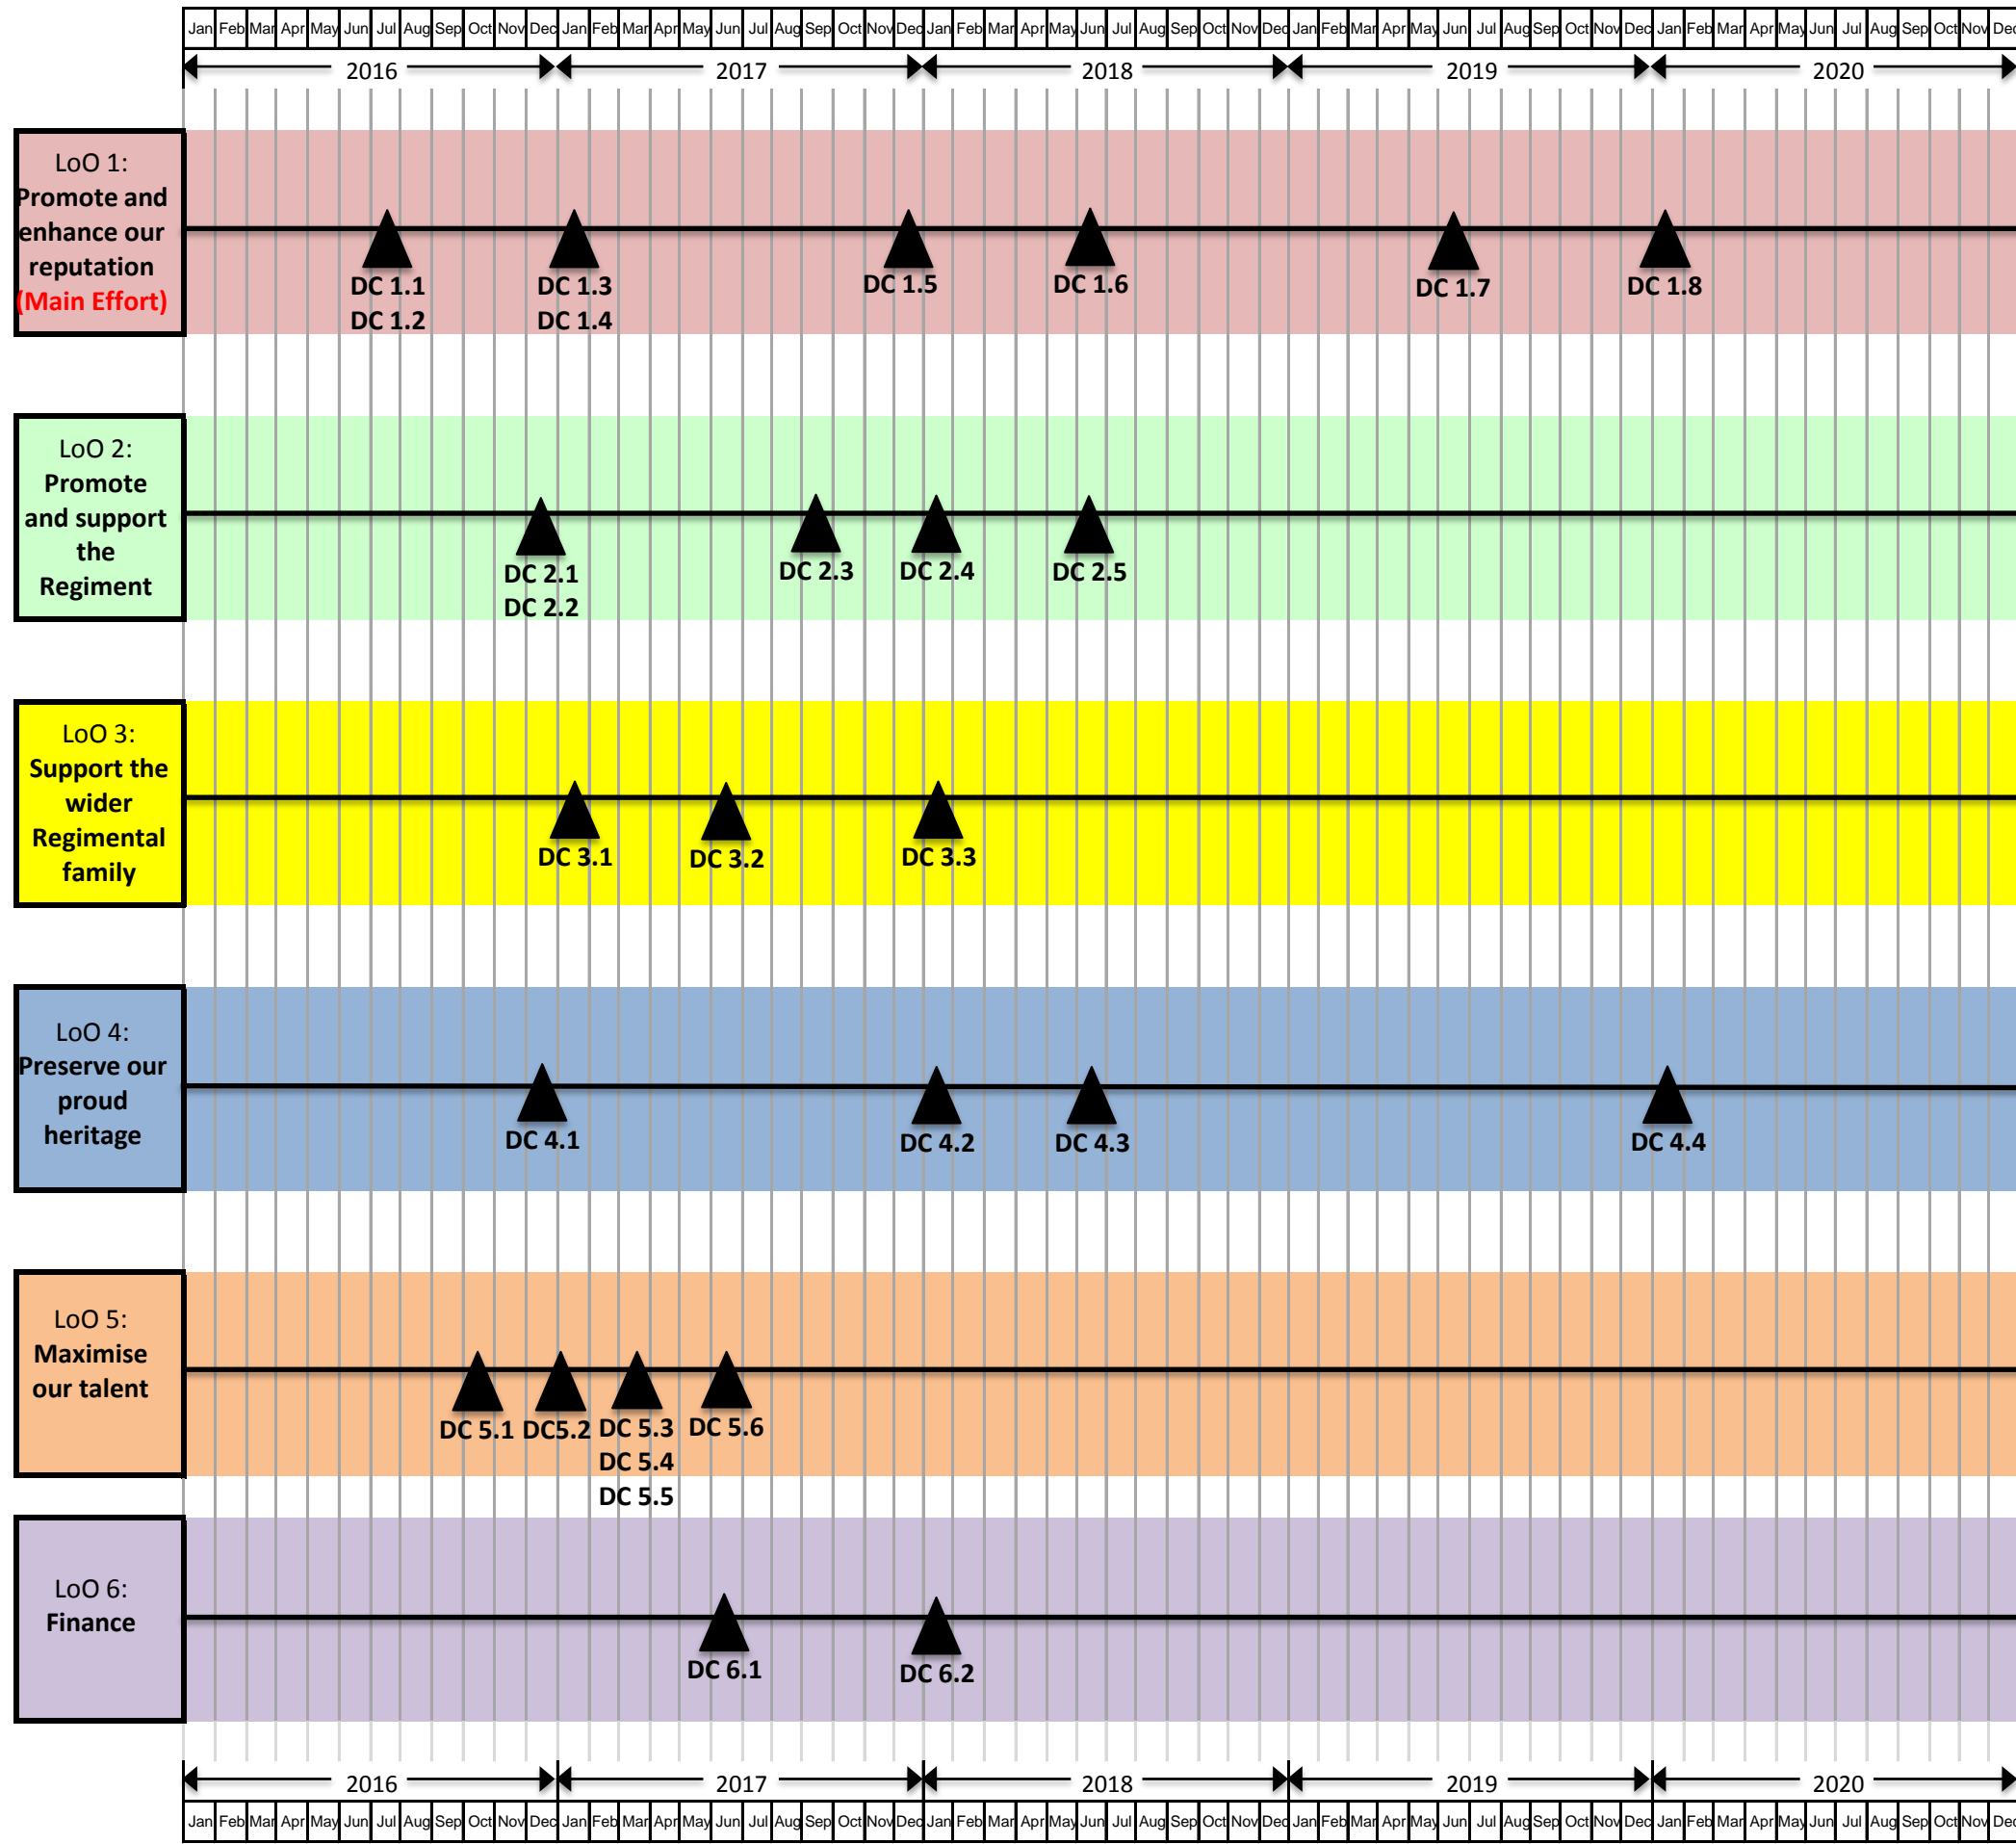 Jan Feb Mar Apr May Jun Jul Aug Sep Oct Nov Dec Jan Feb Mar Apr May Jun Jul Aug Sep Oct Nov Dec Jan Feb Mar Apr May Jun Jul Aug Sep Oct Nov Dec Jan Feb Mar Apr May Jun Jul Aug Sep Oct Nov Dec Jan Feb Mar Apr May Jun Jul Aug Sep Oct Nov Dec
2016 2017 2018 2019 2020
LoO 1:
Promote and
enhance our
reputation
(Main Effort)
DC 1.1 DC 1.3 DC 1.5 DC 1.6 DC 1.7 DC 1.8
DC 1.2 DC 1.4
LoO 2:
Promote
and support
the
Regiment
DC 2.1 DC 2.3 DC 2.4 DC 2.5
DC 2.2
LoO 3:
Support the
wider
Regimental
family
DC 3.1 DC 3.2 DC 3.3
LoO 4:
Preserve our
proud
heritage
DC 4.1 DC 4.2 DC 4.3 DC 4.4
LoO 5:
Maximise
our talent
DC 5.1 DC5.2 DC 5.3 DC 5.6
DC 5.4
DC 5.5
LoO 6:
Finance
DC 6.1 DC 6.2
2016 2017 2018 2019 2020
Jan Feb Mar Apr May Jun Jul Aug Sep Oct Nov Dec Jan Feb Mar Apr May Jun Jul Aug Sep Oct Nov Dec Jan Feb Mar Apr May Jun Jul Aug Sep Oct Nov Dec Jan Feb Mar Apr May Jun Jul Aug Sep Oct Nov Dec Jan Feb Mar Apr May Jun Jul Aug Sep Oct Nov Dec